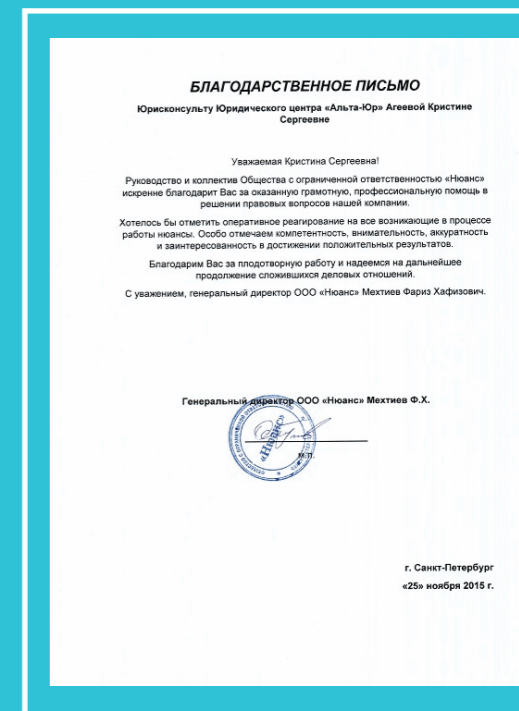 БЛАГОДАРСТВЕННОЕ ПИСЬМО
Юрисконсульту Юридического центра «Альта-Юр» Агеевой Кристине
Сергеевне
Уважаемая Кристина Сергеевна!
Руководство и коллектив Общества с ограниченной ответственностью «Нюанс»
искренне благодарит Вас за оказанную грамотную, профессиональную помощь в
решении правовых вопросов нашей компании.
Хотелось бы отметить оперативное реагирование на все возникающие в процессе
работы нюансы. Особо отмечаем компетентность, внимательность, аккуратность
и заинтересованность в достижении положительных результатов.
Благодарим Вас за плодотворную работу и надеемся на дальнейшее
продолжение сложившихся деловых отношений.
С уважением, генеральный директор ООО «Нюанс» Мехтиев Фариз Хафизович.
Генеральный директор ООО «Нюанс» Мехтиев Ф.Х.
«Нюанс»
М.П.
г. Санкт-Петербург
«25» ноября 2015 г.